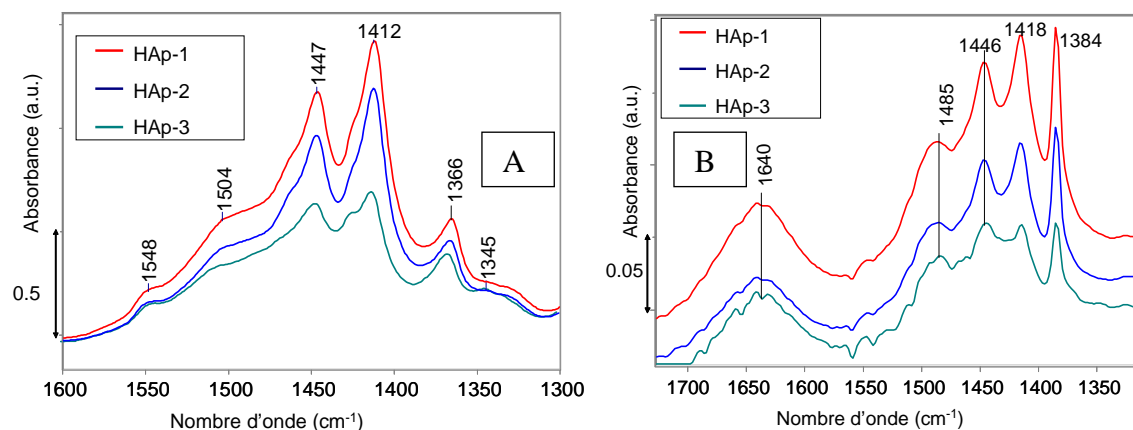 Absorbance (a.u.)
0.5
HAp-1
HAp-2
HAp-3
1548
1504
1447
1412
1366
1345
A
1600
1550
1500
1450
1400
1350
1300
Nombre d'onde (cm⁻¹)
Absorbance (a.u.)
0.05
HAp-1
HAp-2
HAp-3
B
1640
1485
1446
1418
1384
1700
1650
1600
1550
1500
1450
1400
1350
Nombre d'onde (cm⁻¹)